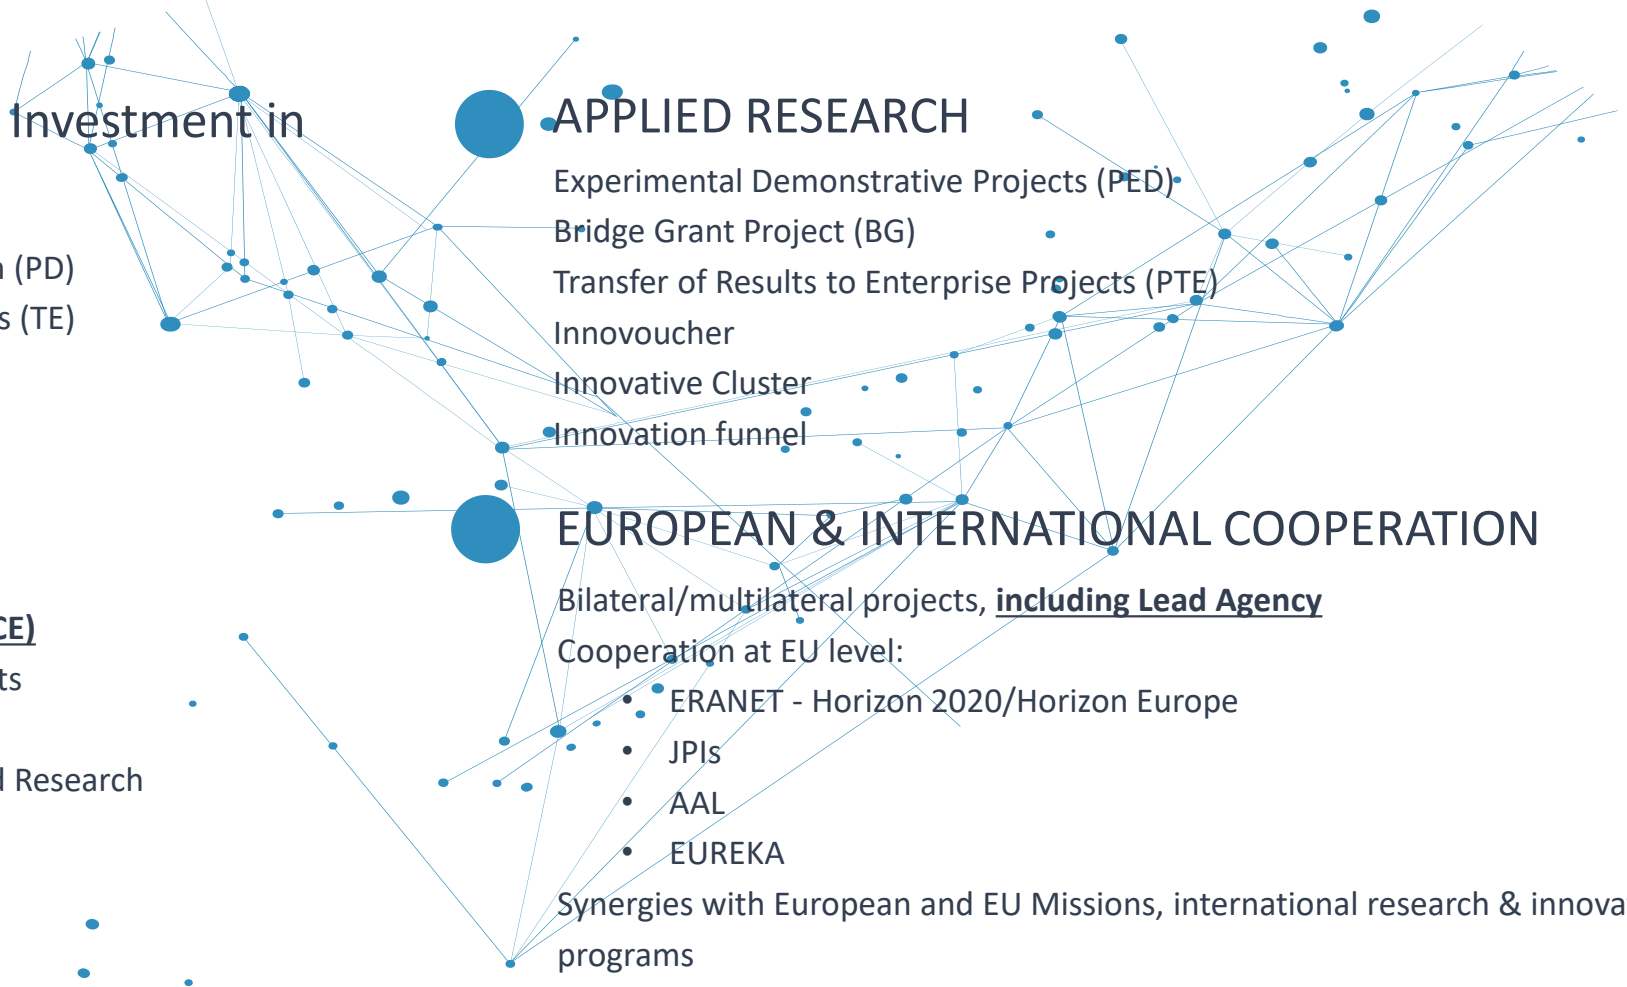 Investment in
(PD)
(TE)
CE)
ts
Research
APPLIED RESEARCH
Experimental Demonstrative Projects (PED)
Bridge Grant Project (BG)
Transfer of Results to Enterprise Projects (PTE)
Innovoucher
Innovative Cluster
Innovation funnel
EUROPEAN & INTERNATIONAL COOPERATION
Bilateral/multilateral projects, including Lead Agency
Cooperation at EU level:
• ERANET - Horizon 2020/Horizon Europe
• JPIs
• AAL
• EUREKA
Synergies with European and EU Missions, international research & innova
programs